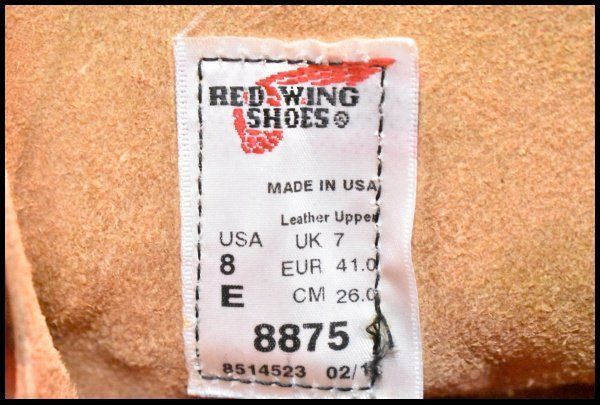 RED WING
SHOES®
MADE IN USA
Leather Upper
USA UK 7
8 EUR 41.0
E CM 26.0
8875
8514523 02/1